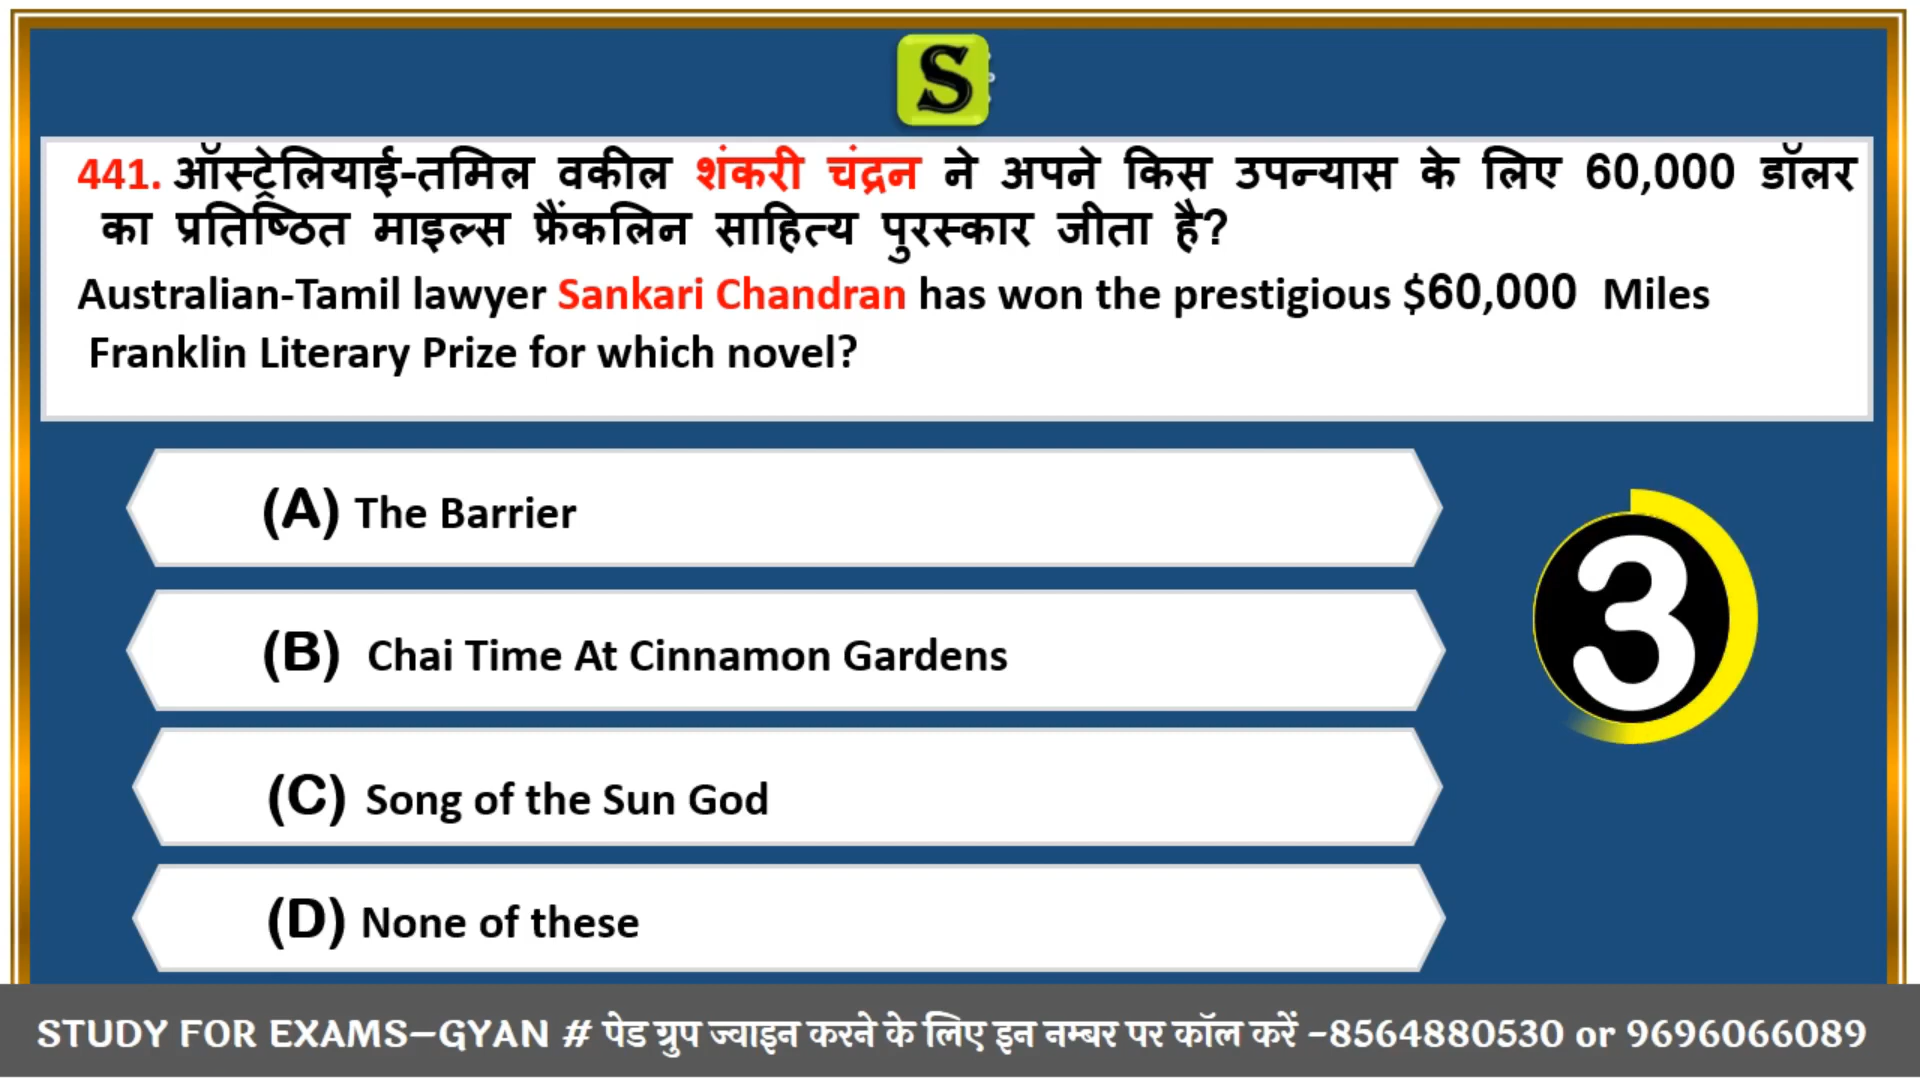 S
441. ऑस्ट्रेलियाई-तमिल वकील शंकरी चंद्रन ने अपने किस उपन्यास के लिए 60,000 डॉलर
का प्रतिष्ठित माइल्स फ्रैंकलिन साहित्य पुरस्कार जीता है?
Australian-Tamil lawyer Sankari Chandran has won the prestigious $60,000 Miles
Franklin Literary Prize for which novel?
(A) The Barrier
(B) Chai Time At Cinnamon Gardens
3
(C) Song of the Sun God
(D) None of these
STUDY FOR EXAMS–GYAN # पेड ग्रुप ज्वाइन करने के लिए इन नम्बर पर कॉल करें –8564880530 or 9696066089